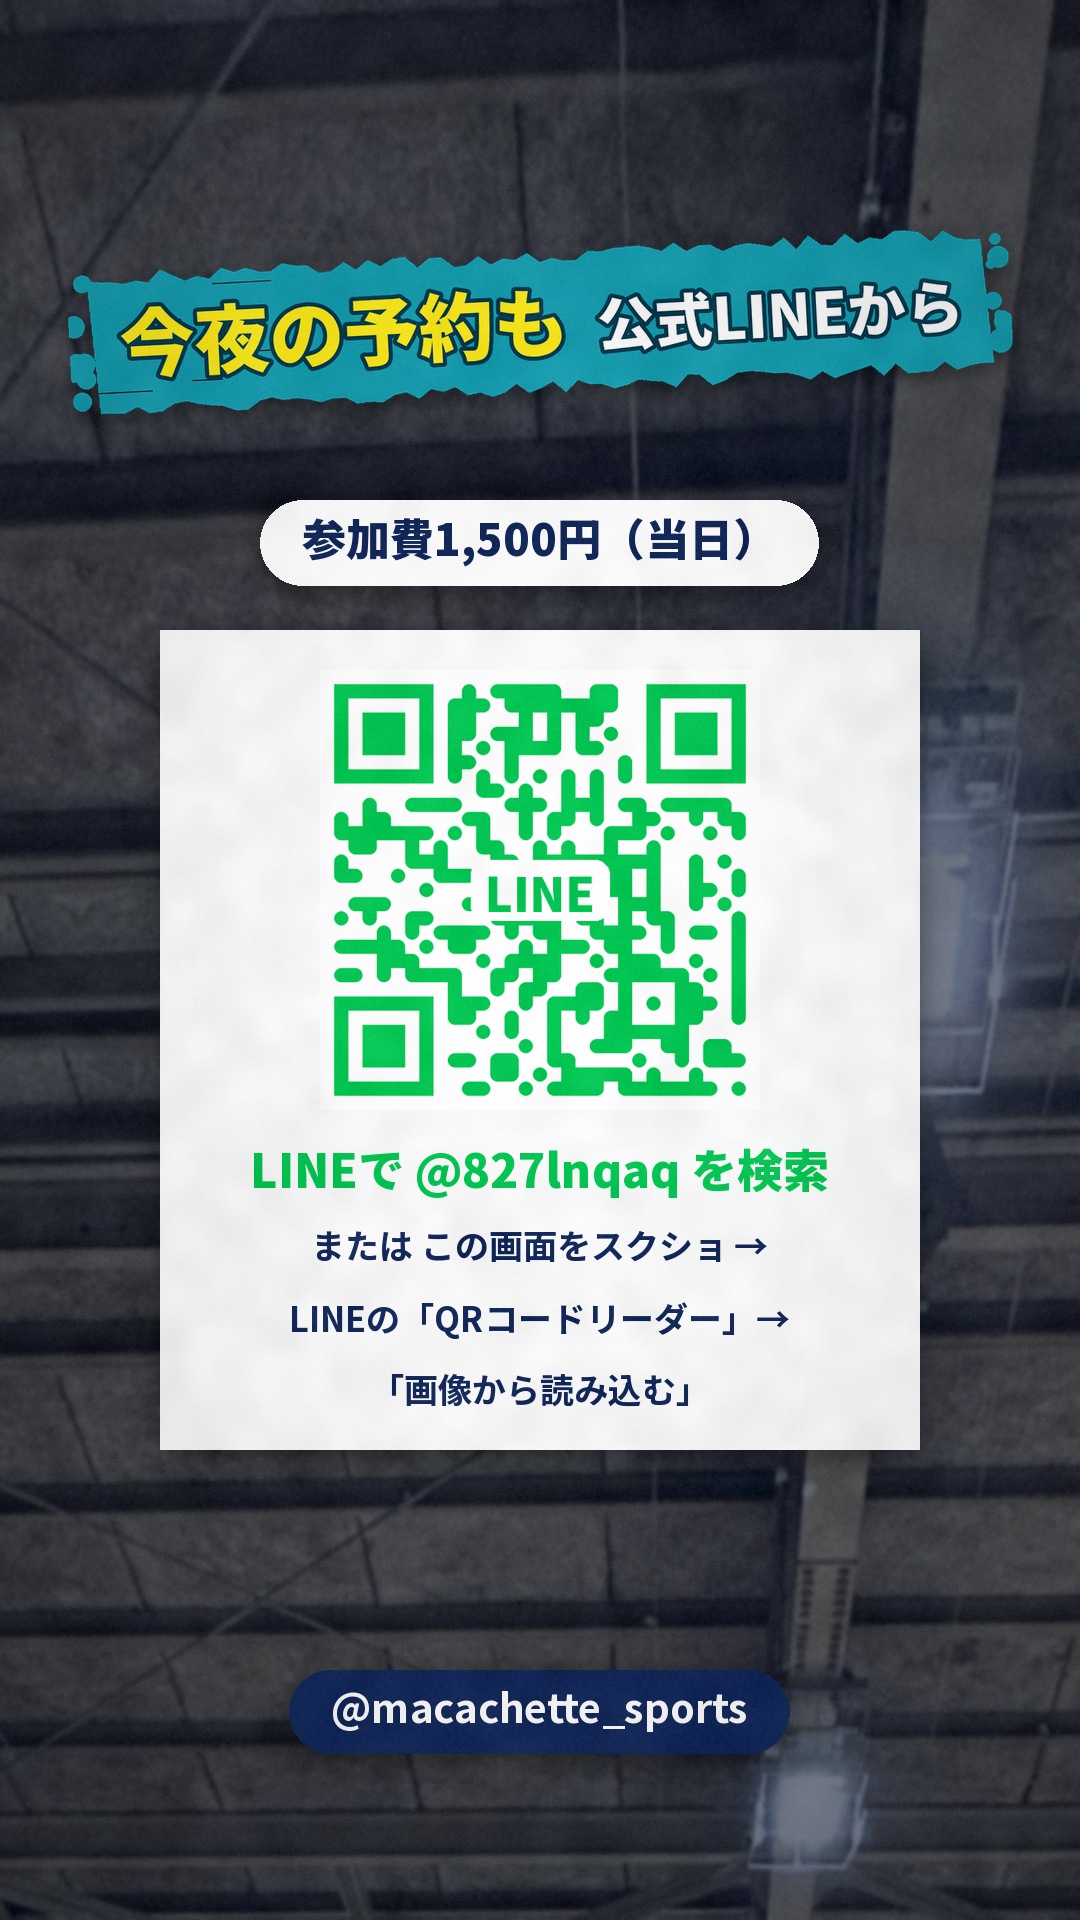 今夜の予約も 公式LINEから
参加費1,500円（当日）
LINE
LINEで @827lnqaq を検索
または この画面をスクショ →
LINEの「QRコードリーダー」→
「画像から読み込む」
@macachette_sports